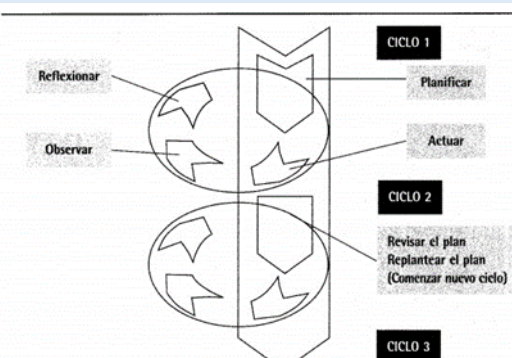 CICLO 1
Reflexionar
Planificar
Observar
Actuar
CICLO 2
Revisar el plan
Replantear el plan
(Comenzar nuevo ciclo)
CICLO 3